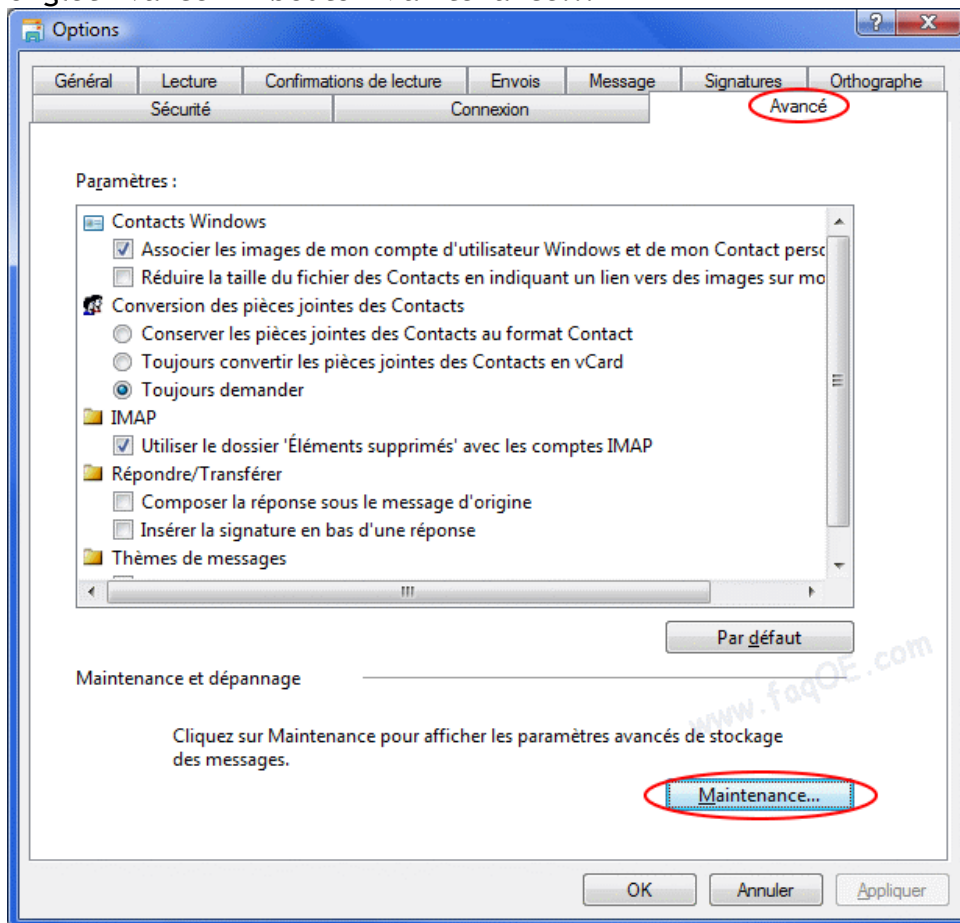 Options
Général Lecture Confirmations de lecture Envois Message Signatures Orthographe
Sécurité Connexion Avancé
Paramètres :
Contacts Windows
Associer les images de mon compte d'utilisateur Windows et de mon Contact perso
Réduire la taille du fichier des Contacts en indiquant un lien vers des images sur mo
Conversion des pièces jointes des Contacts
Conserver les pièces jointes des Contacts au format Contact
Toujours convertir les pièces jointes des Contacts en vCard
Toujours demander
IMAP
Utiliser le dossier 'Éléments supprimés' avec les comptes IMAP
Répondre/Transférer
Composer la réponse sous le message d'origine
Insérer la signature en bas d'une réponse
Thèmes de messages
Par défaut
www.faqOE.com
Maintenance et dépannage
Cliquez sur Maintenance pour afficher les paramètres avancés de stockage
des messages.
Maintenance...
OK Annuler Appliquer